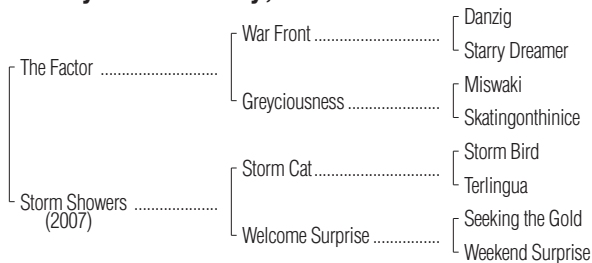 Danzig
War Front ........................................
Starry Dreamer
The Factor ...........................
Miswaki
Greyciousness ......................
Skatingonthinice
Storm Bird
Storm Cat ..............................
Terlingua
Storm Showers ...................
(2007)
Seeking the Gold
Welcome Surprise ................
Weekend Surprise